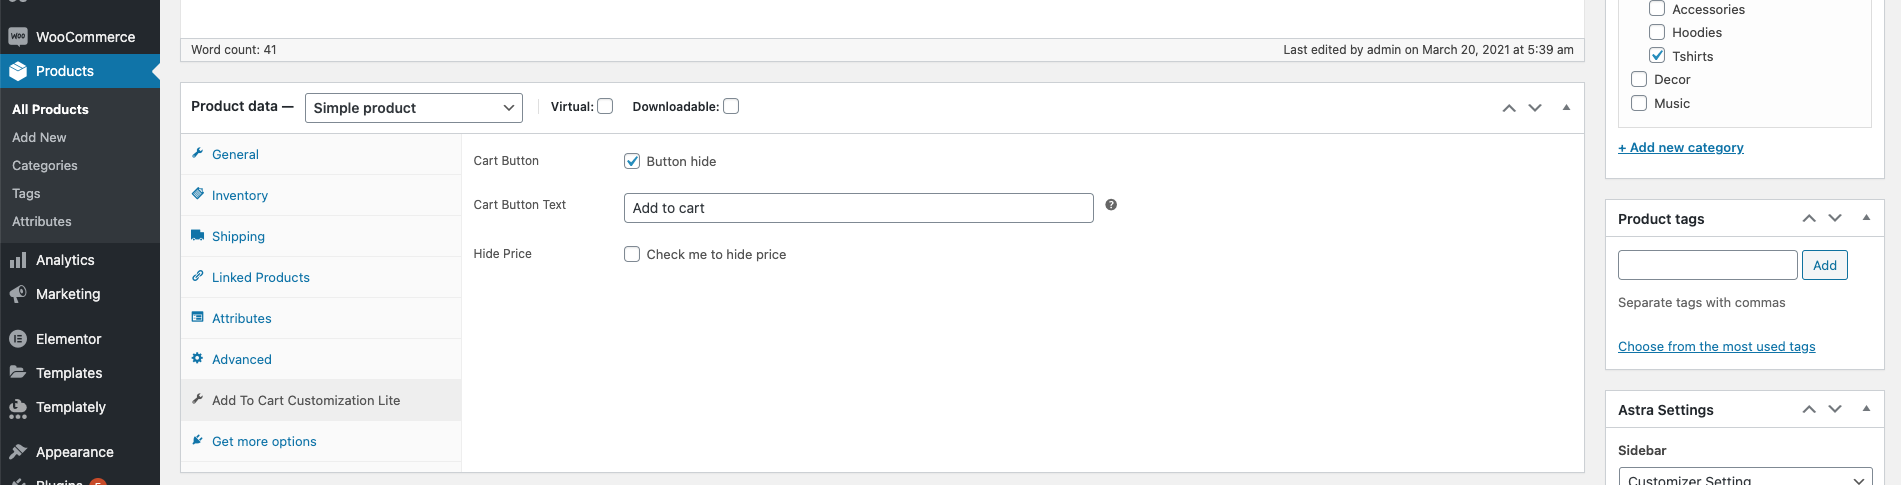 WooCommerce
Products
All Products
Add New
Categories
Tags
Attributes
Analytics
Marketing
Elementor
Templates
Templately
Appearance
Plugins 5
Word count: 41
Last edited by admin on March 20, 2021 at 5:39 am
Product data — Simple product Virtual: Downloadable:
General
Inventory
Shipping
Linked Products
Attributes
Advanced
Add To Cart Customization Lite
Get more options
Cart Button Button hide
Cart Button Text Add to cart ?
Hide Price Check me to hide price
Accessories
Hoodies
Tshirts
Decor
Music
+ Add new category
Product tags
Add
Separate tags with commas
Choose from the most used tags
Astra Settings
Sidebar
Customizer Setting